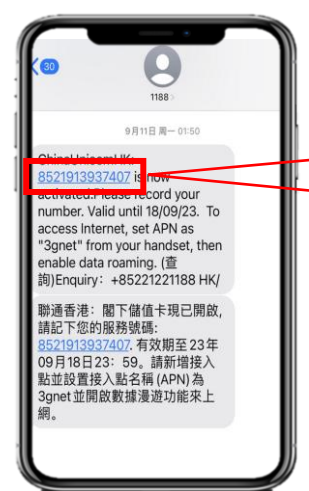 30
1188 >
9月11日 周一 01:50
ChinaUnicomHK:
8521913937407 is now
activated.Please record your
number. Valid until 18/09/23. To
access Internet, set APN as
"3gnet" from your handset, then
enable data roaming. (查
詢)Enquiry: +85221221188 HK/
聯通香港：閣下儲值卡現已開啟,
請記下您的服務號碼:
8521913937407. 有效期至23年
09月18日23：59。請新增接入
點並設置接入點名稱 (APN) 為
3gnet並開啟數據漫遊功能來上
網。